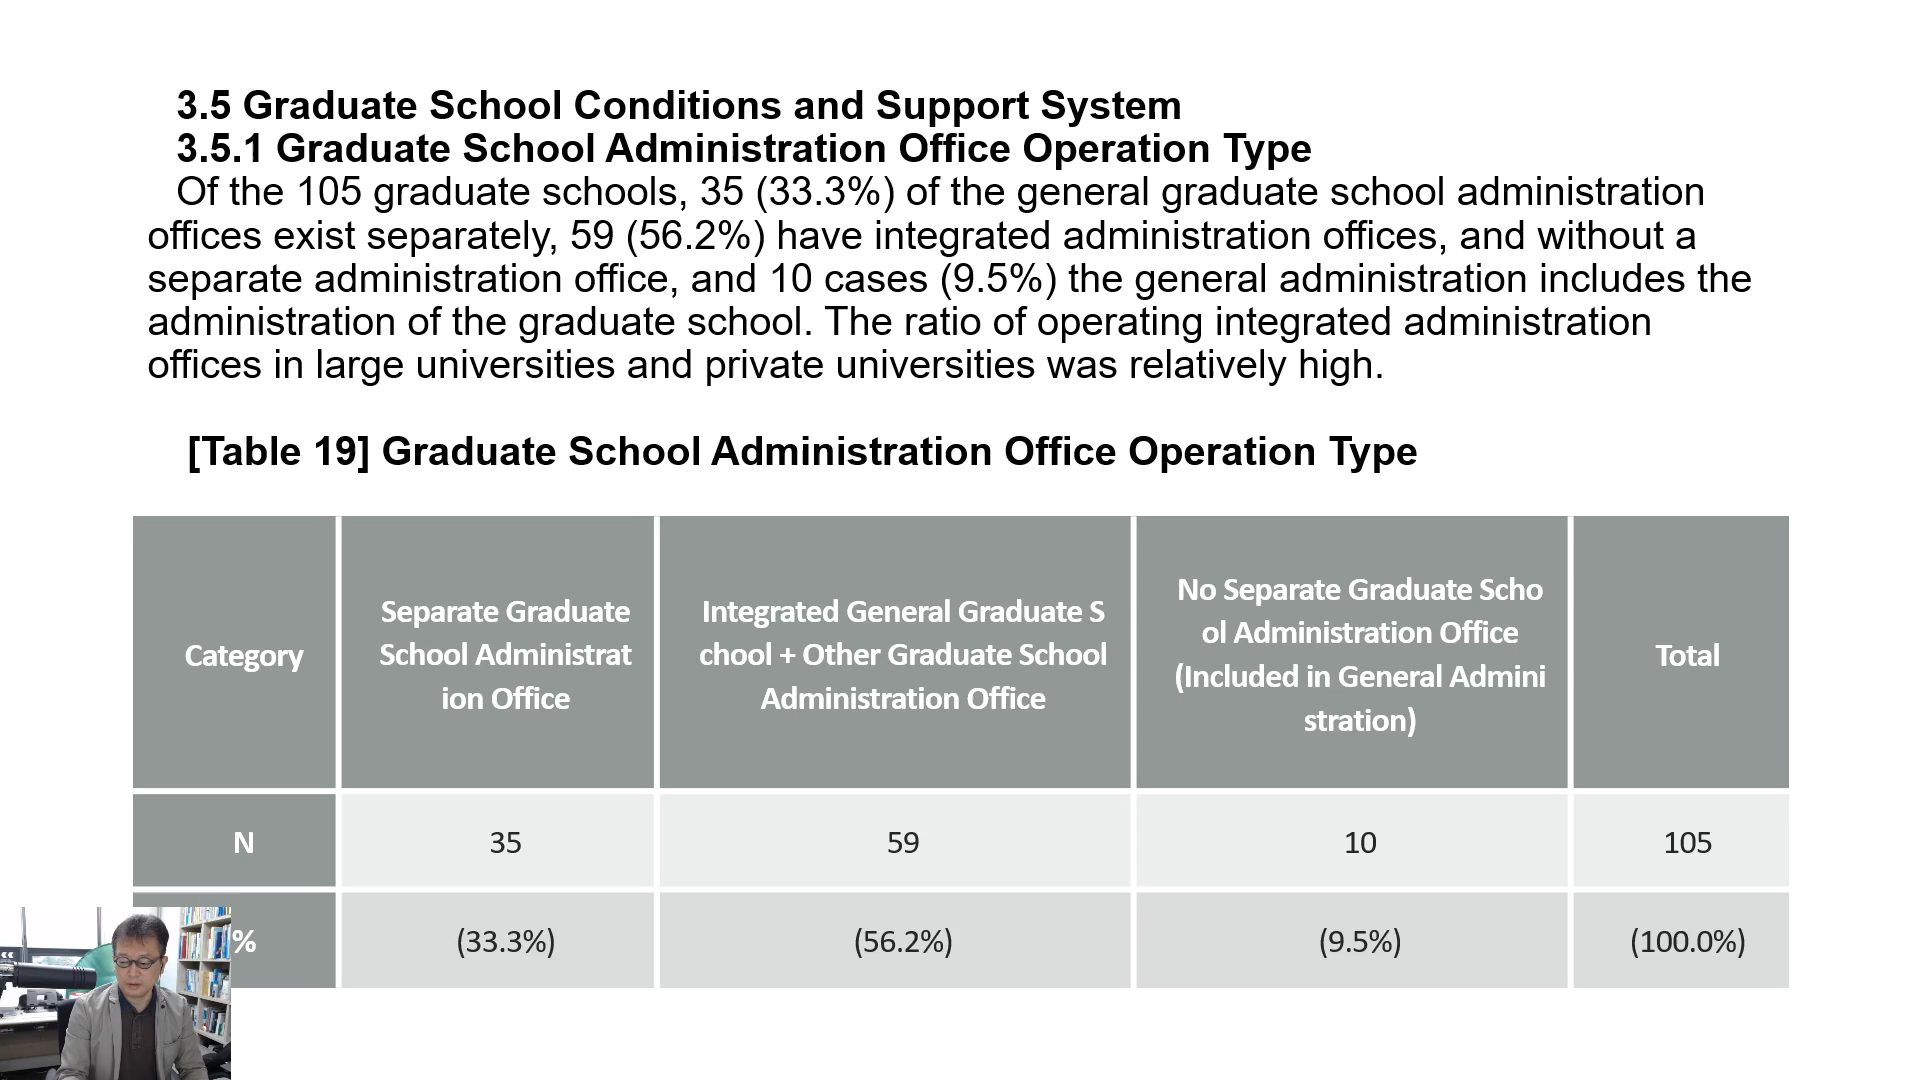 3.5 Graduate School Conditions and Support System
3.5.1 Graduate School Administration Office Operation Type
Of the 105 graduate schools, 35 (33.3%) of the general graduate school administration
offices exist separately, 59 (56.2%) have integrated administration offices, and without a
separate administration office, and 10 cases (9.5%) the general administration includes the
administration of the graduate school. The ratio of operating integrated administration
offices in large universities and private universities was relatively high.
[Table 19] Graduate School Administration Office Operation Type
Category
Separate Graduate
School Administrat
ion Office
Integrated General Graduate S
chool + Other Graduate School
Administration Office
No Separate Graduate Scho
ol Administration Office
(Included in General Admini
stration)
Total
N
35
59
10
105
%
(33.3%)
(56.2%)
(9.5%)
(100.0%)